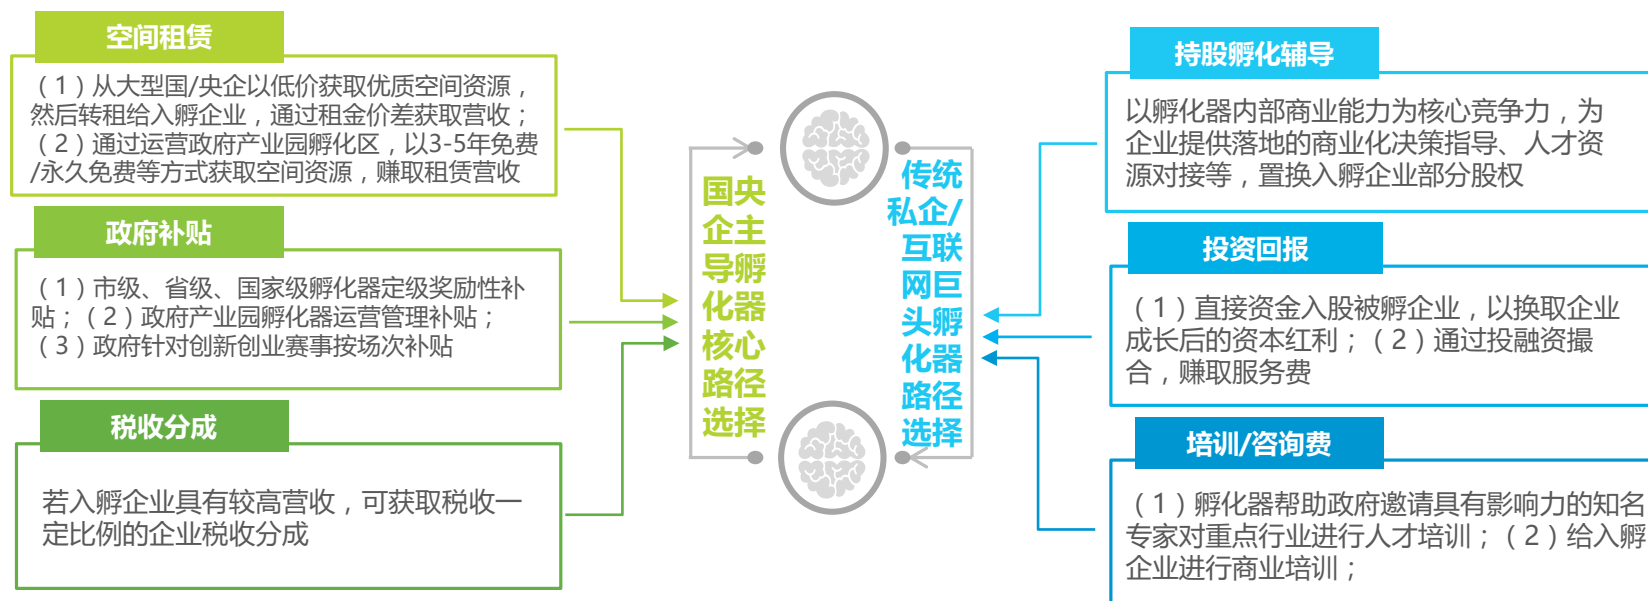 空间租赁
（1）从大型国/央企以低价获取优质空间资源，
然后转租给入孵企业，通过租金价差获取营收；
（2）通过运营政府产业园孵化区，以3-5年免费
/永久免费等方式获取空间资源，赚取租赁营收
政府补贴
（1）市级、省级、国家级孵化器定级奖励性补
贴；（2）政府产业园孵化器运营管理补贴；
（3）政府针对创新创业赛事按场次补贴
税收分成
若入孵企业具有较高营收，可获取税收一
定比例的企业税收分成
国央
企主
导孵
化器
核心
路径
选择
传统
私企/
互联
网巨
头孵
化器
路径
选择
持股孵化辅导
以孵化器内部商业能力为核心竞争力，为
企业提供落地的商业化决策指导、人才资
源对接等，置换入孵企业部分股权
投资回报
（1）直接资金入股被孵企业，以换取企业
成长后的资本红利；（2）通过投融资撮
合，赚取服务费
培训/咨询费
（1）孵化器帮助政府邀请具有影响力的知名
专家对重点行业进行人才培训；（2）给入孵
企业进行商业培训；